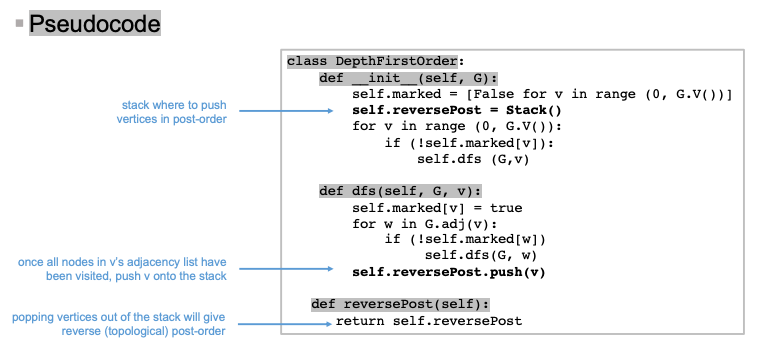 Pseudocode
class DepthFirstOrder:
def __init__(self, G):
self.marked = [False for v in range (0, G.V())]
stack where to push
vertices in post-order
self.reversePost = Stack()
for v in range (0, G.V()):
if (!self.marked[v]):
self.dfs (G,v)
def dfs(self, G, v):
self.marked[v] = true
for w in G.adj(v):
if (!self.marked[w])
self.dfs(G, w)
once all nodes in v's adjacency list have
been visited, push v onto the stack
self.reversePost.push(v)
def reversePost(self):
popping vertices out of the stack will give
reverse (topological) post-order
return self.reversePost